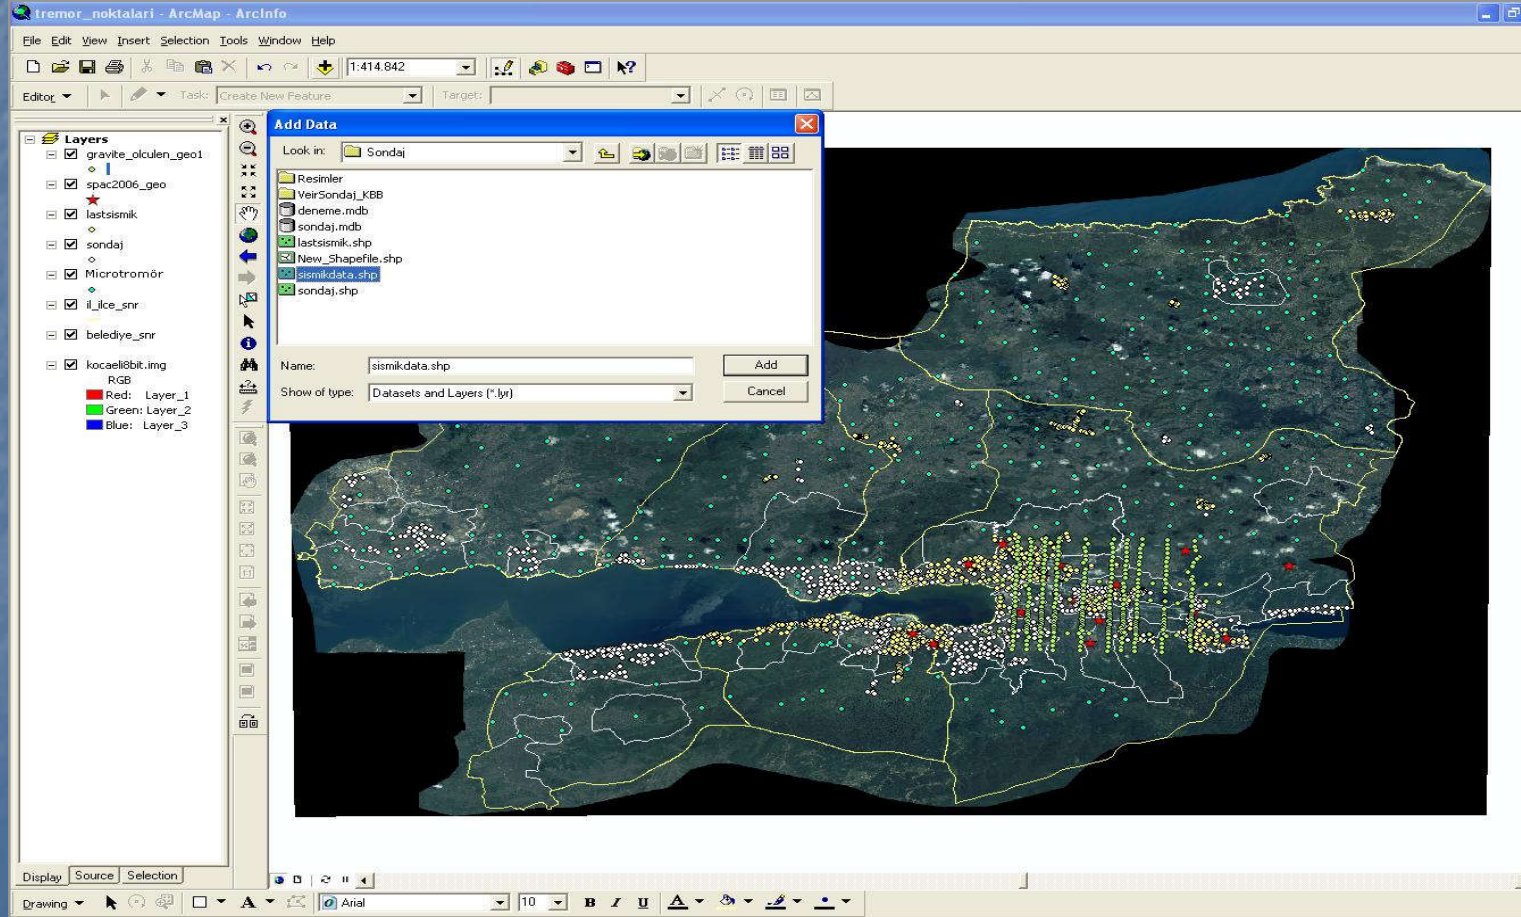 tremor_noktalari - ArcMap - ArcInfo
File Edit View Insert Selection Tools Window Help
1:414.842
Editor Task: Create New Feature Target:
Layers
gravite_olculen_geo1
spac2006_geo
lastsismik
sondaj
Microtromör
il_ilce_snr
belediye_snr
kocaeli8bit.img
RGB
Red: Layer_1
Green: Layer_2
Blue: Layer_3
Add Data
Look in: Sondaj
Resimler
VeirSondaj_KBB
deneme.mdb
sondaj.mdb
lastsismik.shp
New_Shapefile.shp
sismikdata.shp
sondaj.shp
Name: sismikdata.shp Add
Show of type: Datasets and Layers (*.lyr) Cancel
1:1
Display Source Selection
Drawing A Arial 10 B I U A